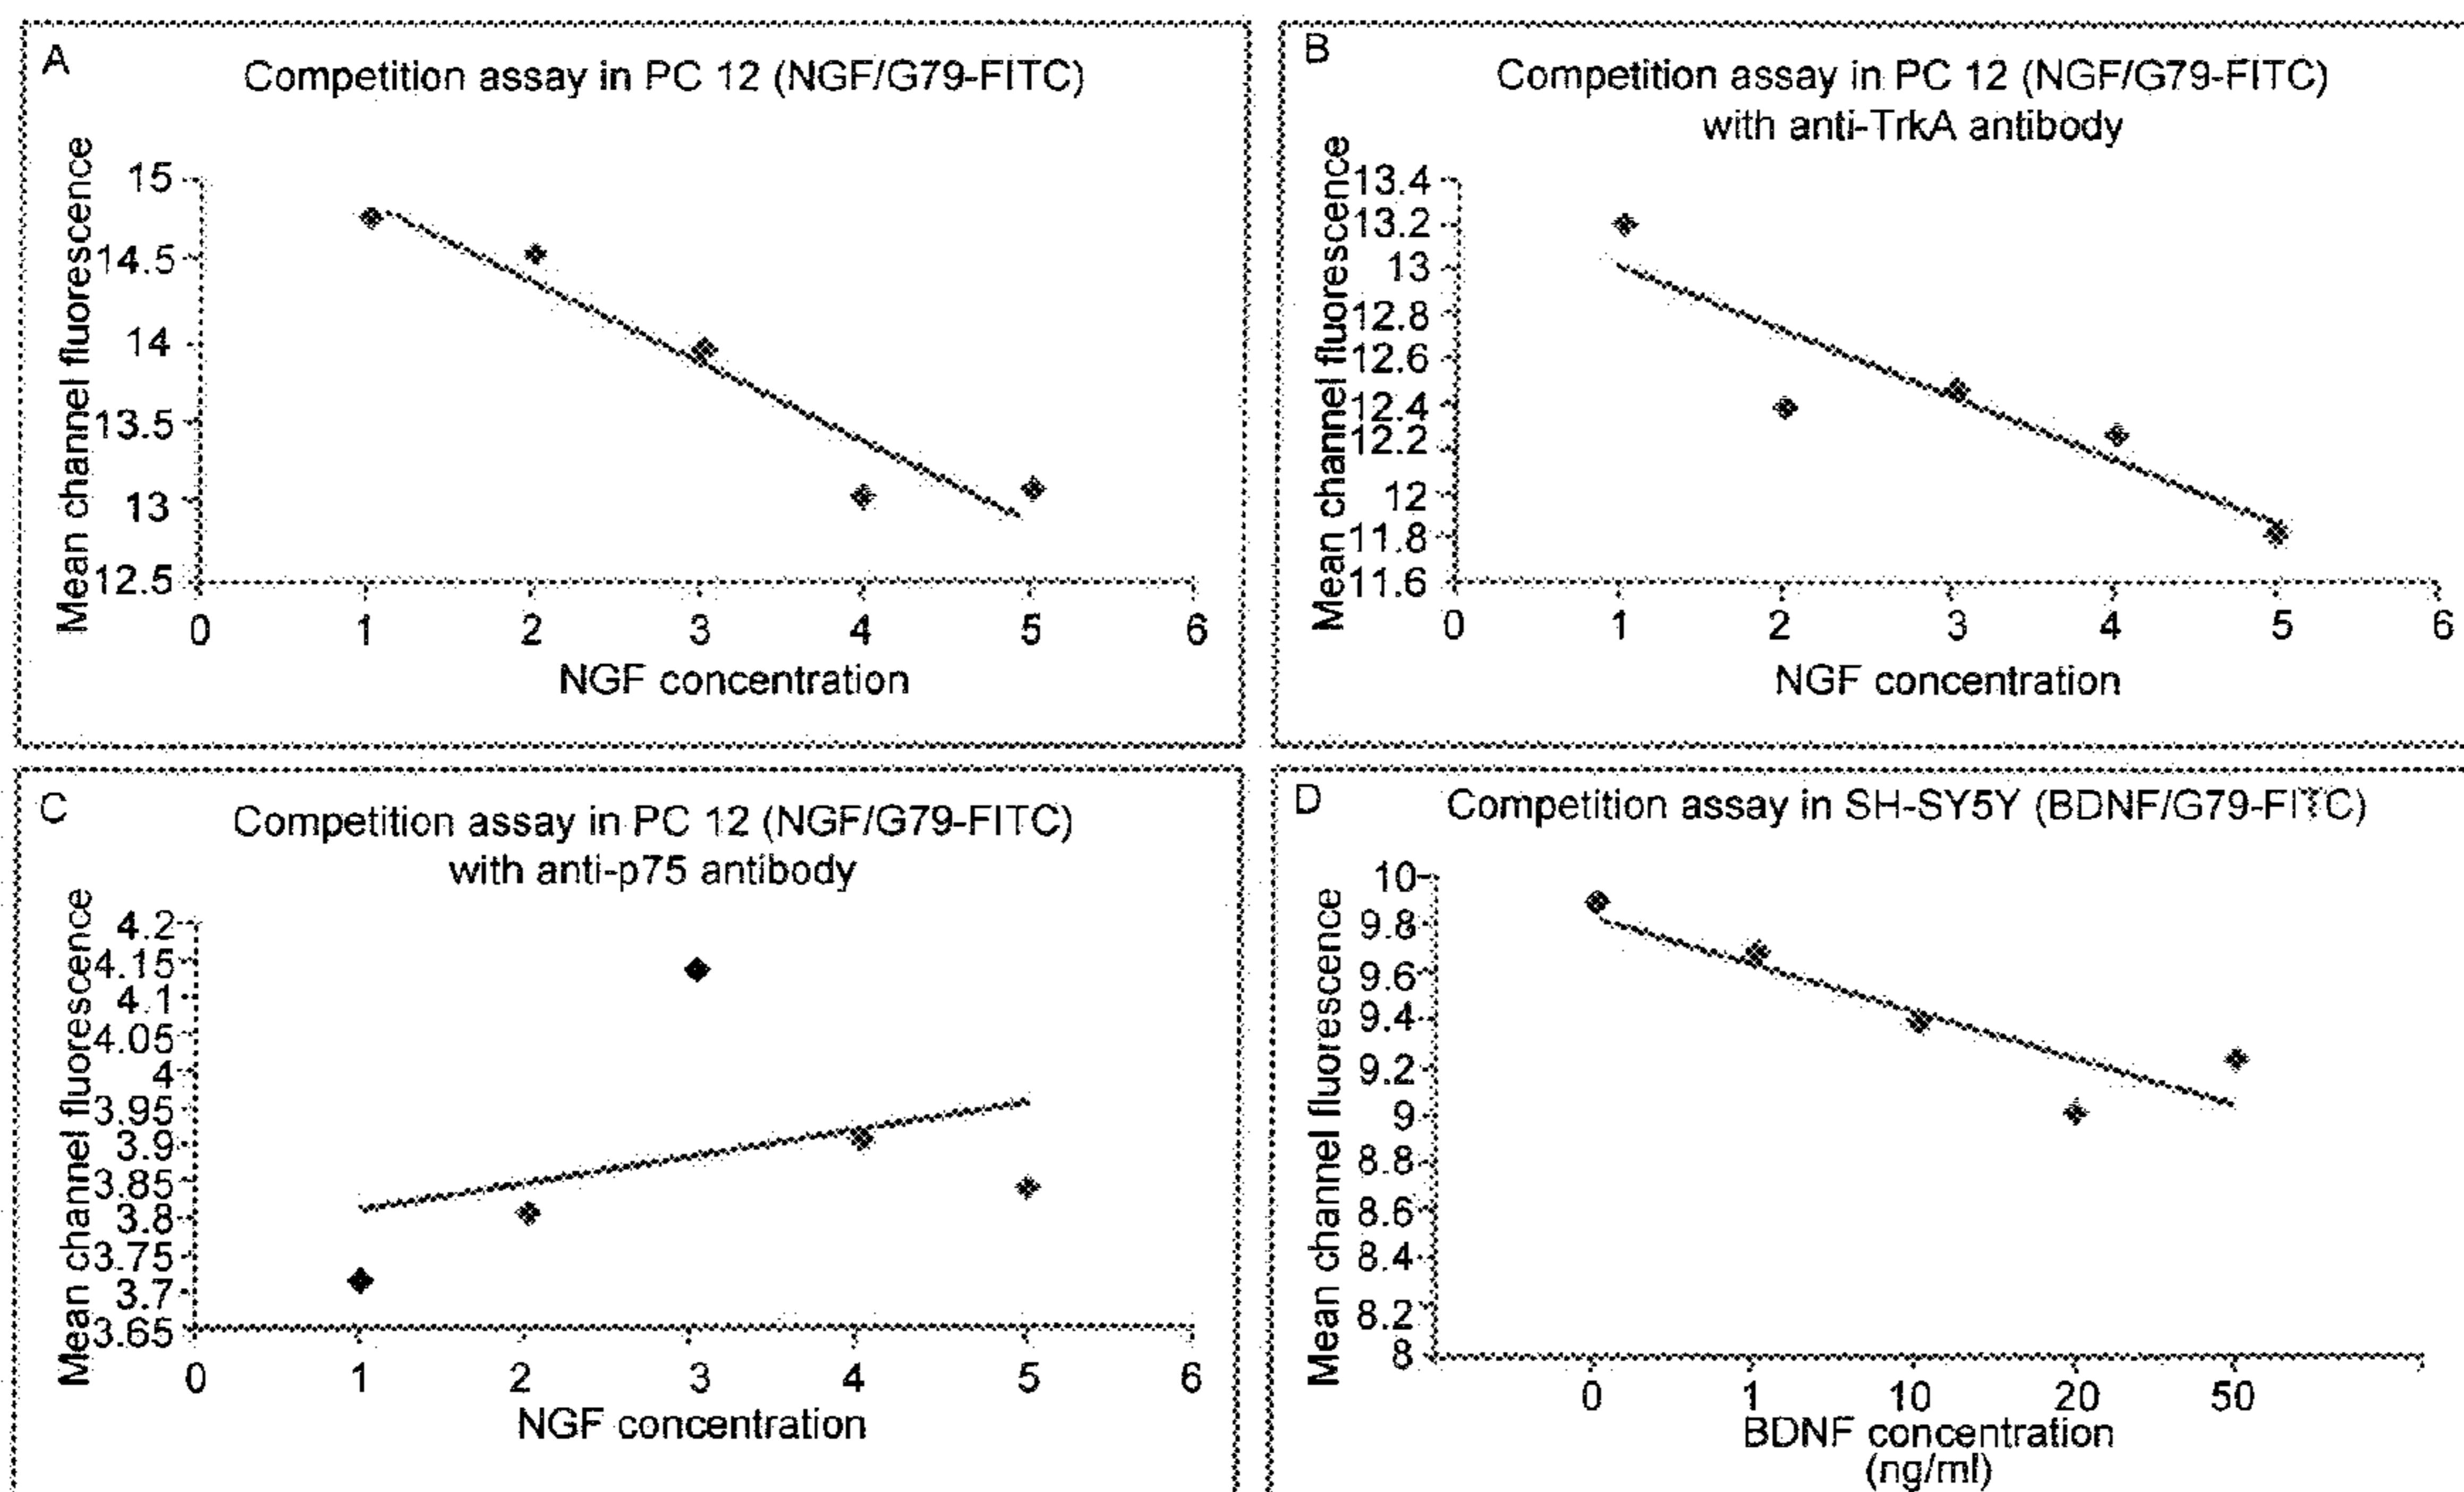 A
Competition assay in PC 12 (NGF/G79-FITC)
Mean channel fluorescence
15
14.5
14
13.5
13
12.5
0 1 2 3 4 5 6
NGF concentration
B
Competition assay in PC 12 (NGF/G79-FITC)
with anti-TrkA antibody
Mean channel fluorescence
13.4
13.2
13
12.8
12.6
12.4
12.2
12
11.8
11.6
0 1 2 3 4 5 6
NGF concentration
C
Competition assay in PC 12 (NGF/G79-FITC)
with anti-p75 antibody
Mean channel fluorescence
4.2
4.15
4.1
4.05
4
3.95
3.9
3.85
3.8
3.75
3.7
3.65
0 1 2 3 4 5 6
NGF concentration
D
Competition assay in SH-SY5Y (BDNF/G79-FITC)
Mean channel fluorescence
10
9.8
9.6
9.4
9.2
9
8.8
8.6
8.4
8.2
8
0 1 10 20 50
BDNF concentration
(ng/ml)